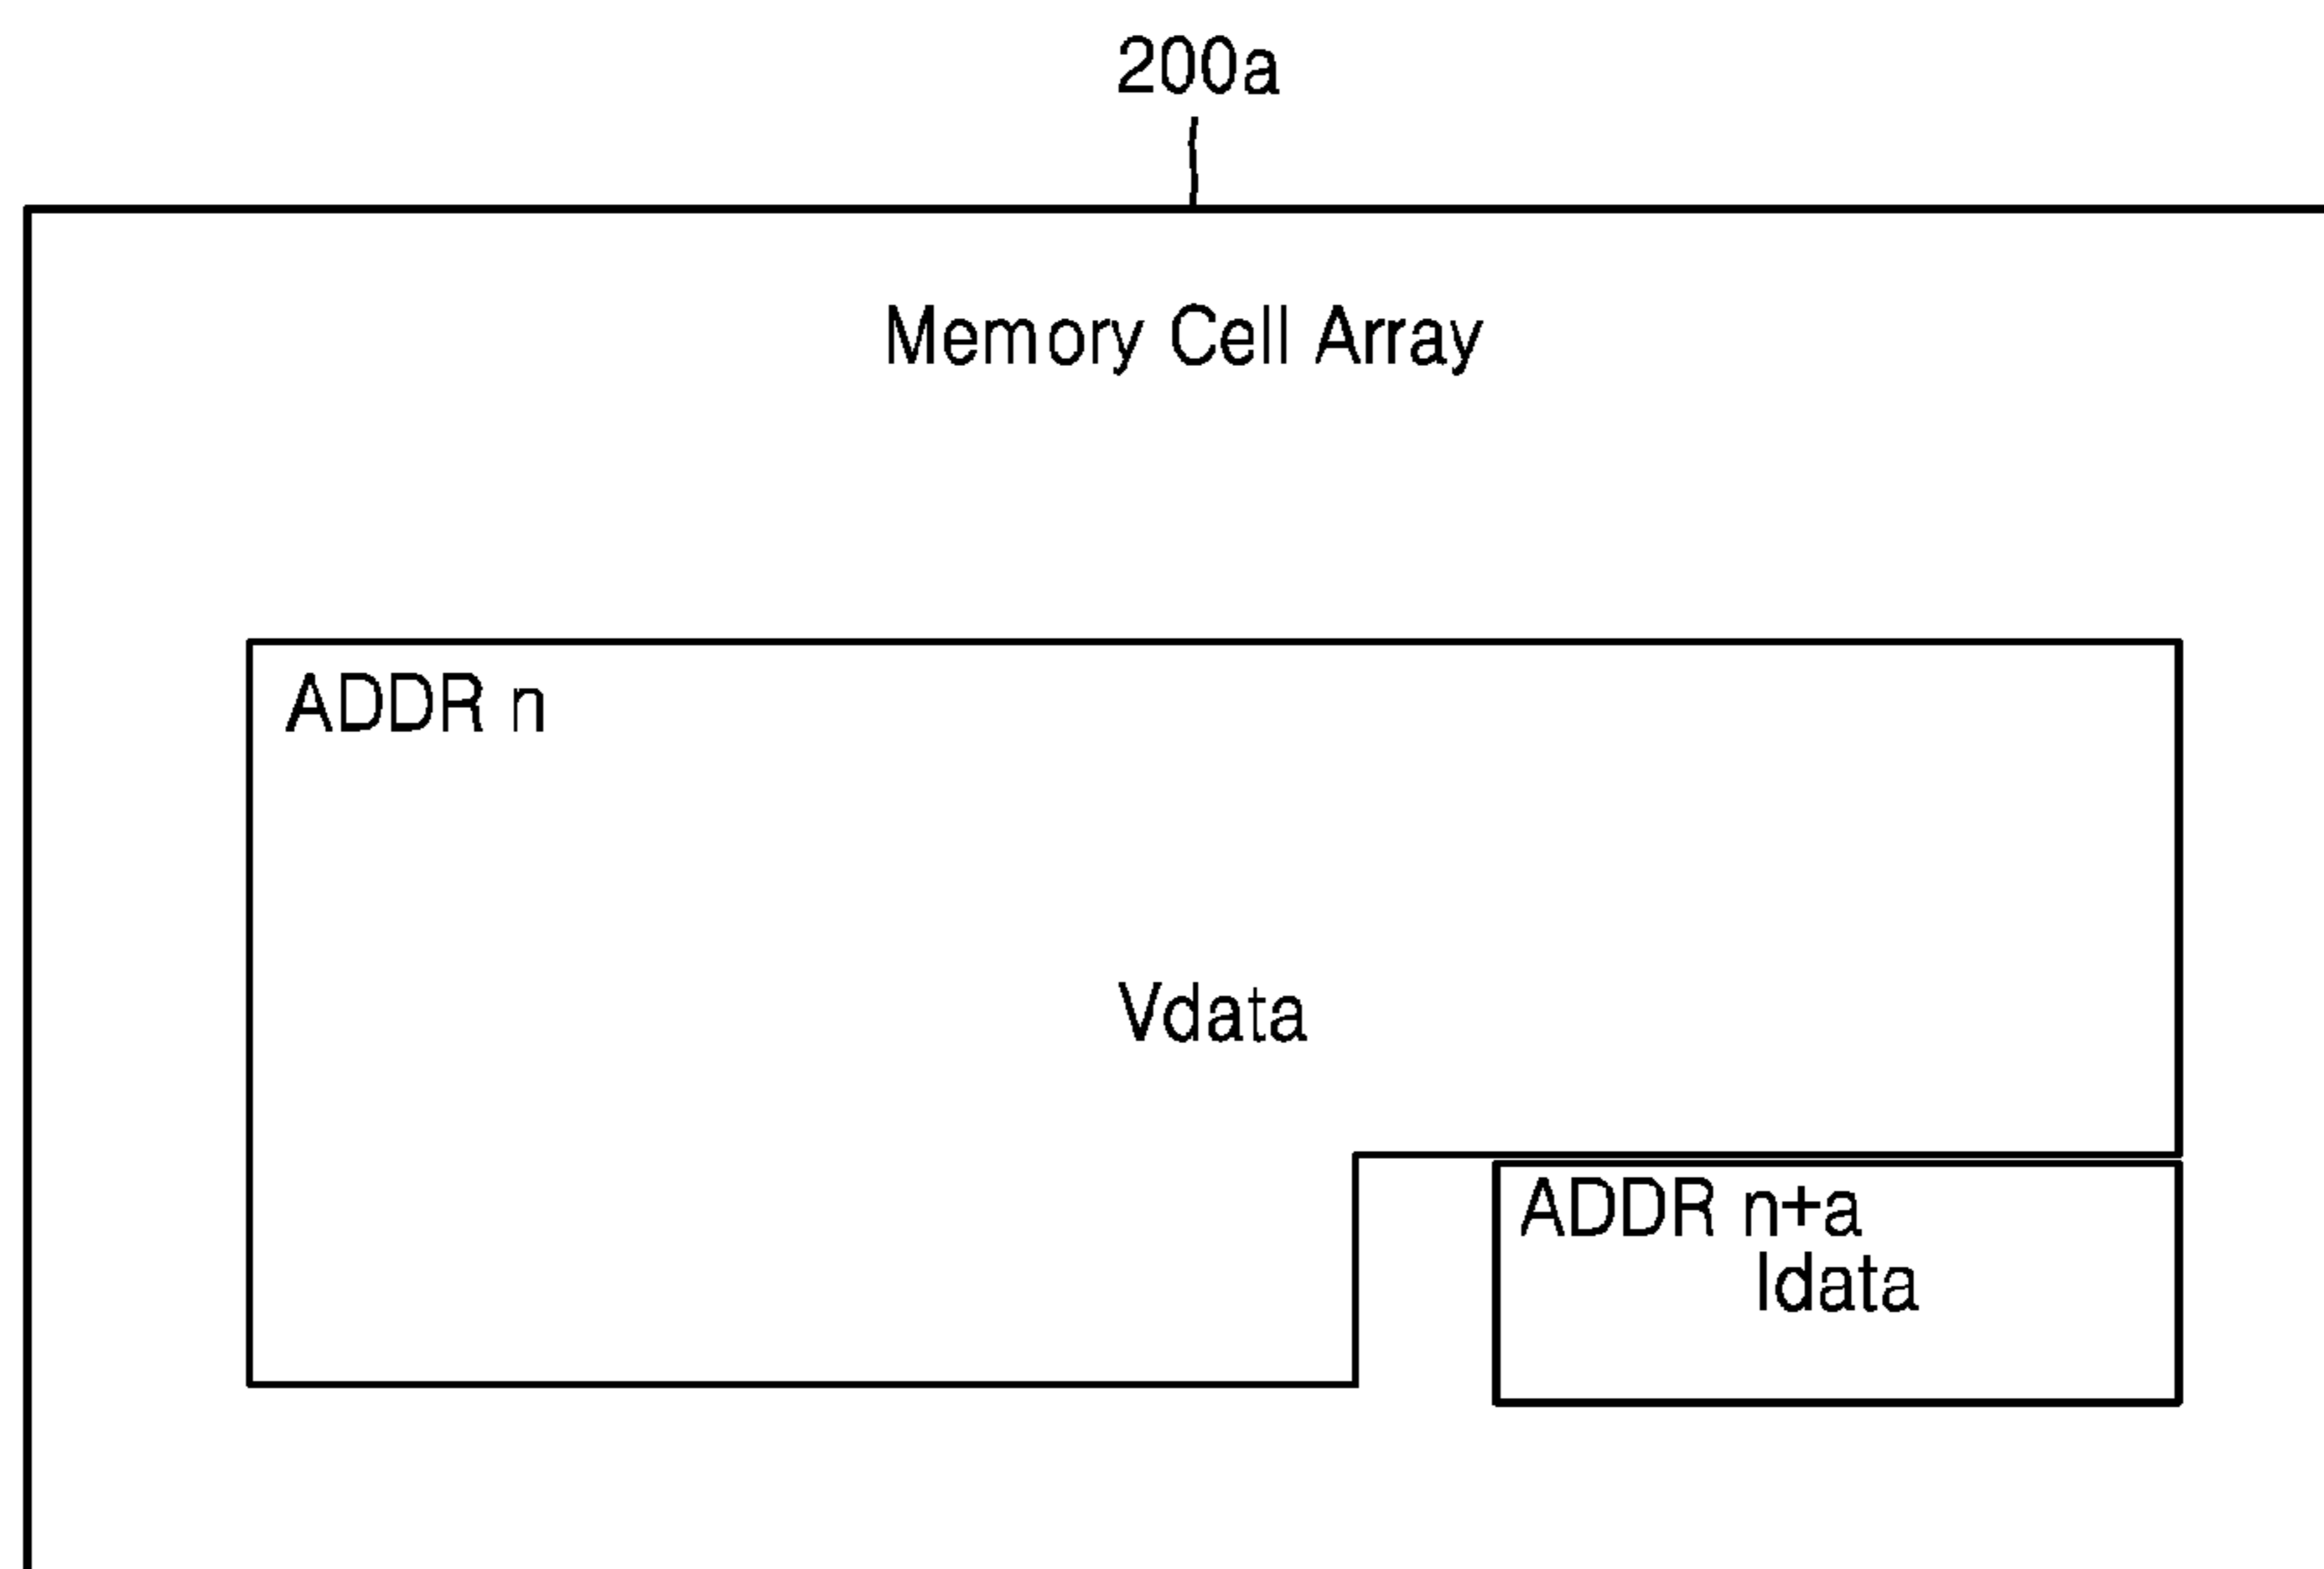 200a
Memory Cell Array
ADDR n
Vdata
ADDR n+a
Idata